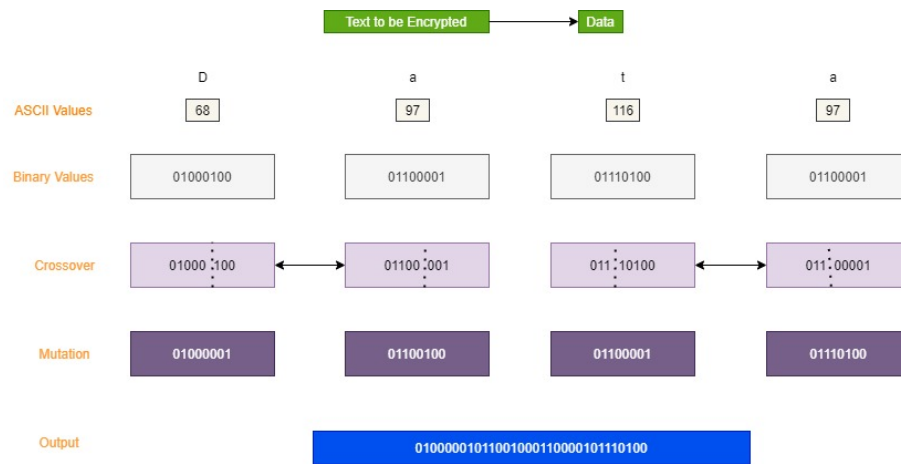 Text to be Encrypted Data
D a t a
ASCII Values 68 97 116 97
Binary Values 01000100 01100001 01110100 01100001
Crossover 01000 100 01100 001 011 10100 011 00001
Mutation 01000001 01100100 01100001 01110100
Output 01000001011001000110000101110100